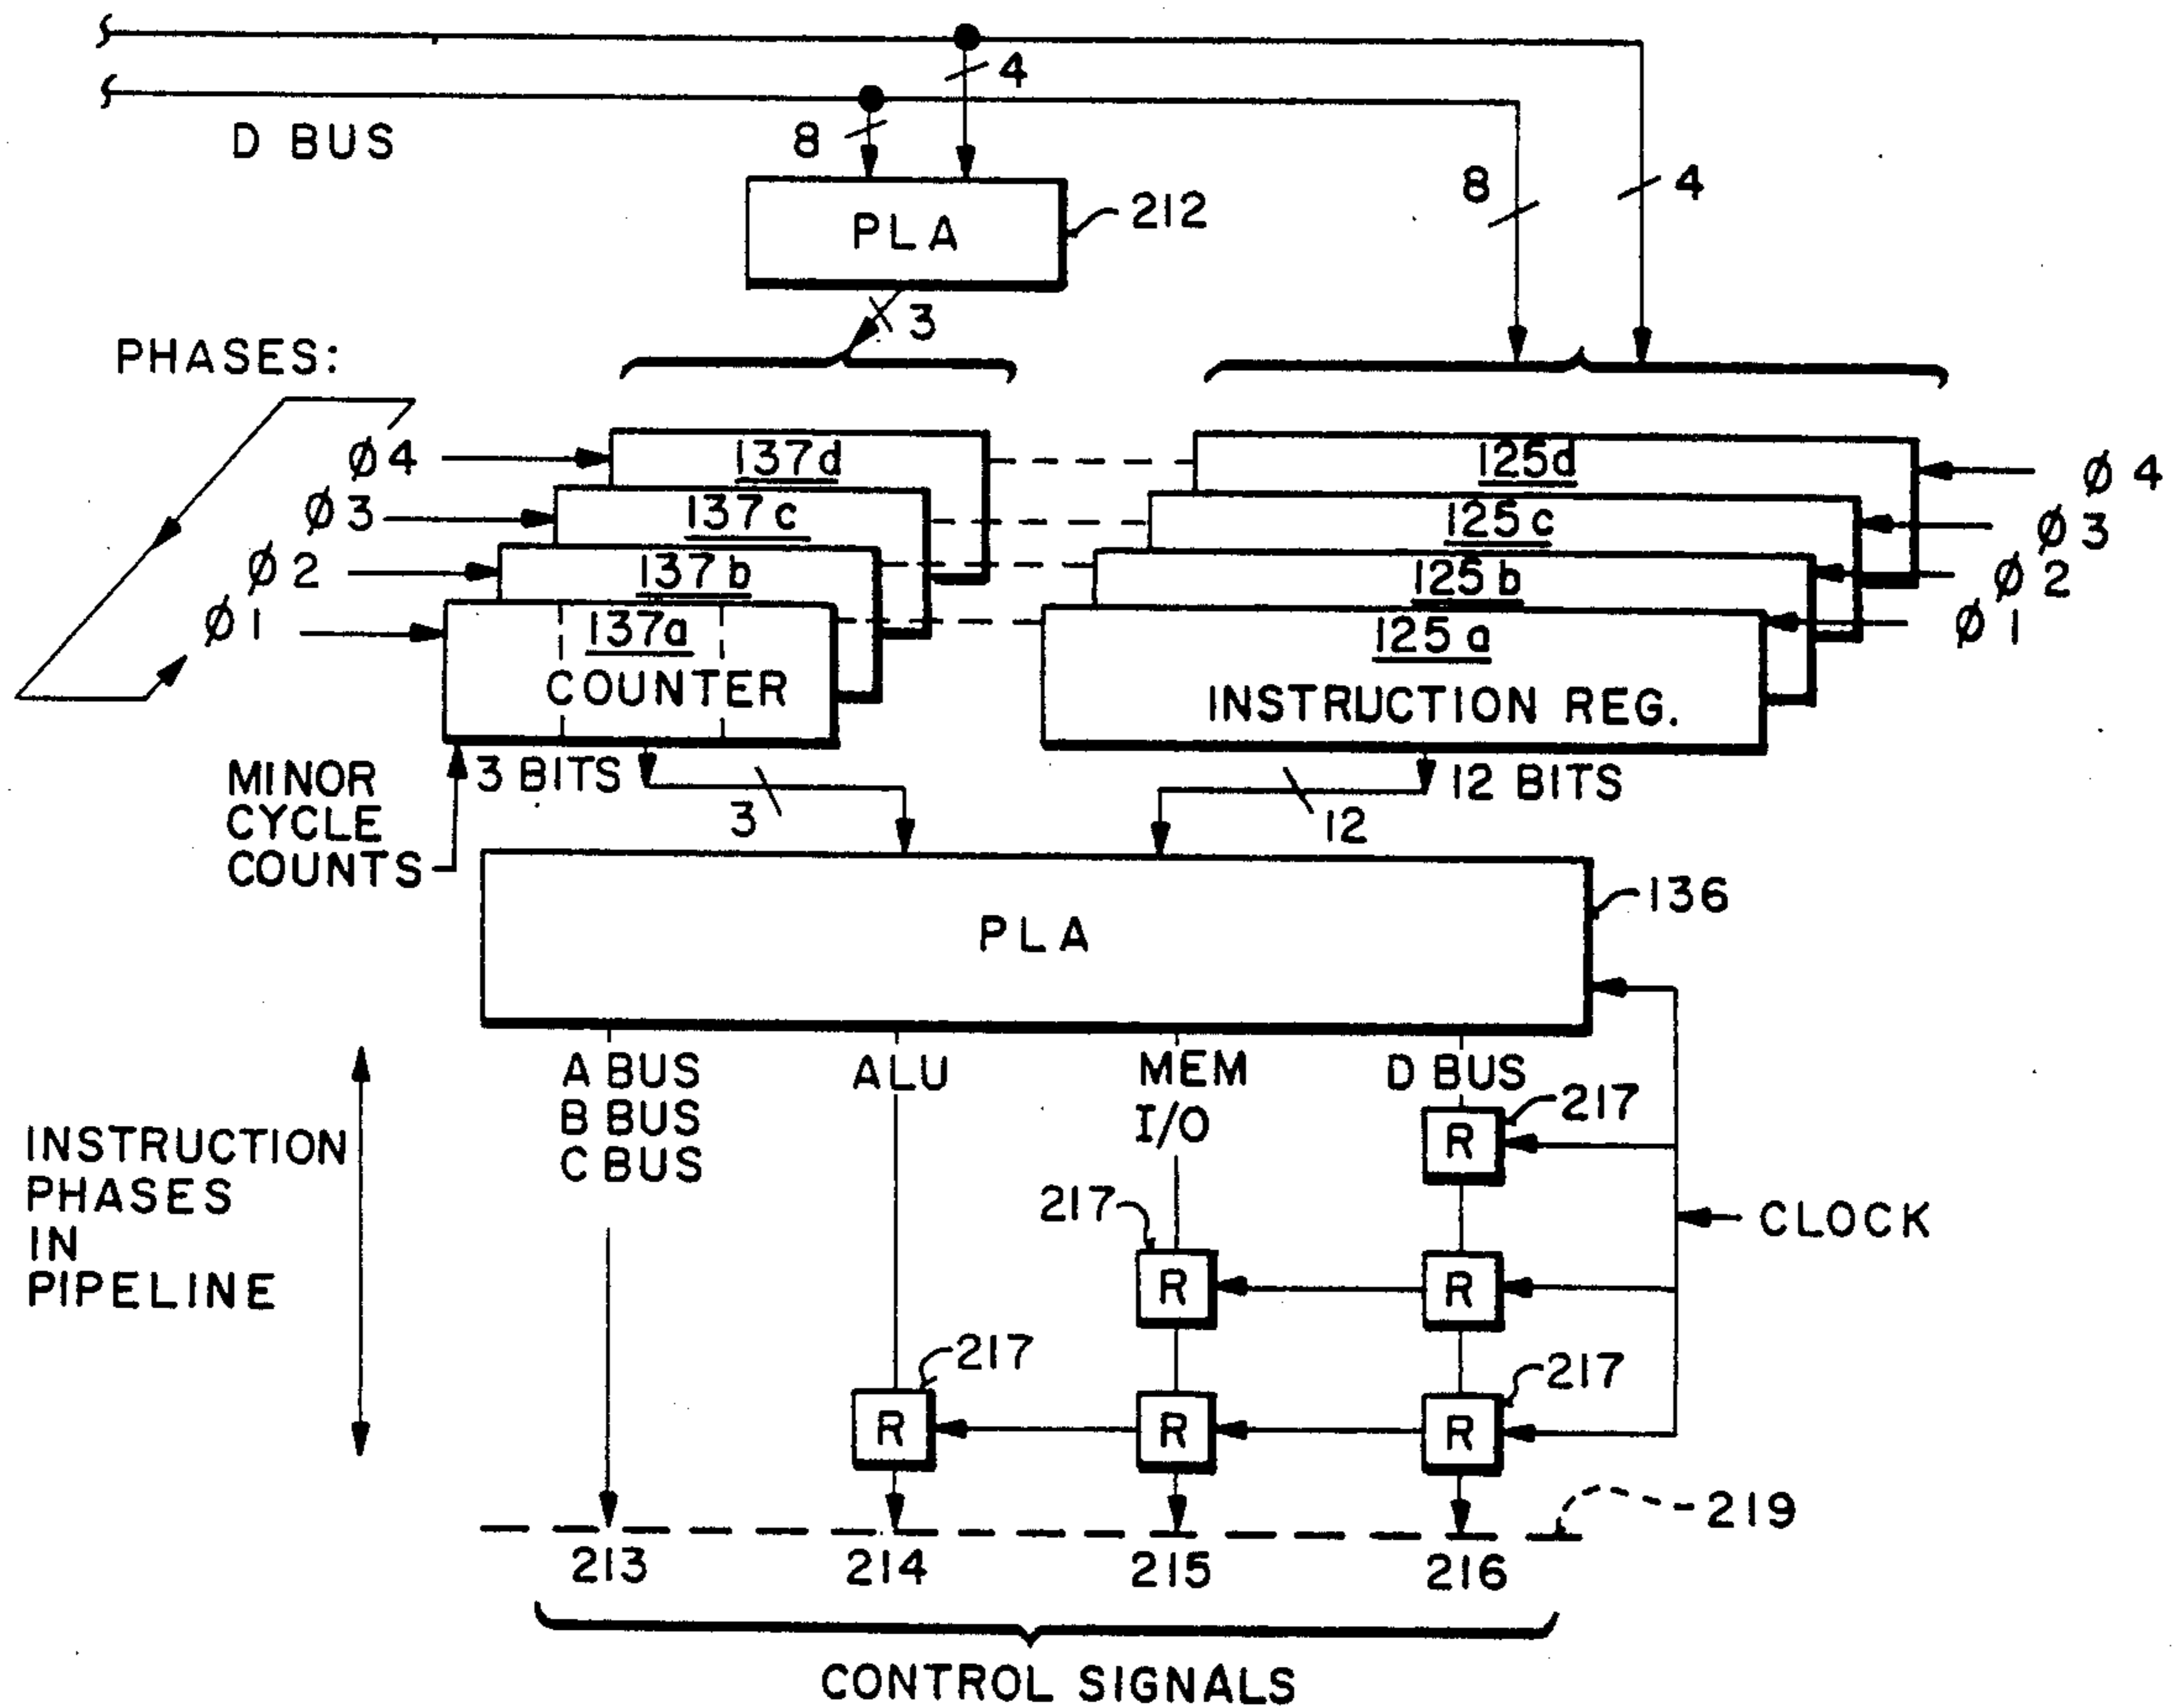 4
D BUS
8
8
4
PLA
212
3
PHASES:
ø4
137d
125d
ø4
ø3
137c
125c
ø3
ø2
137b
125b
ø2
ø1
137a
125a
ø1
COUNTER
INSTRUCTION REG.
MINOR
CYCLE
COUNTS
3 BITS
12 BITS
3
12
PLA
136
A BUS
B BUS
C BUS
ALU
MEM
I/O
D BUS
217
R
INSTRUCTION
PHASES
IN
PIPELINE
217
CLOCK
R
R
217
217
R
R
R
219
213
214
215
216
CONTROL SIGNALS